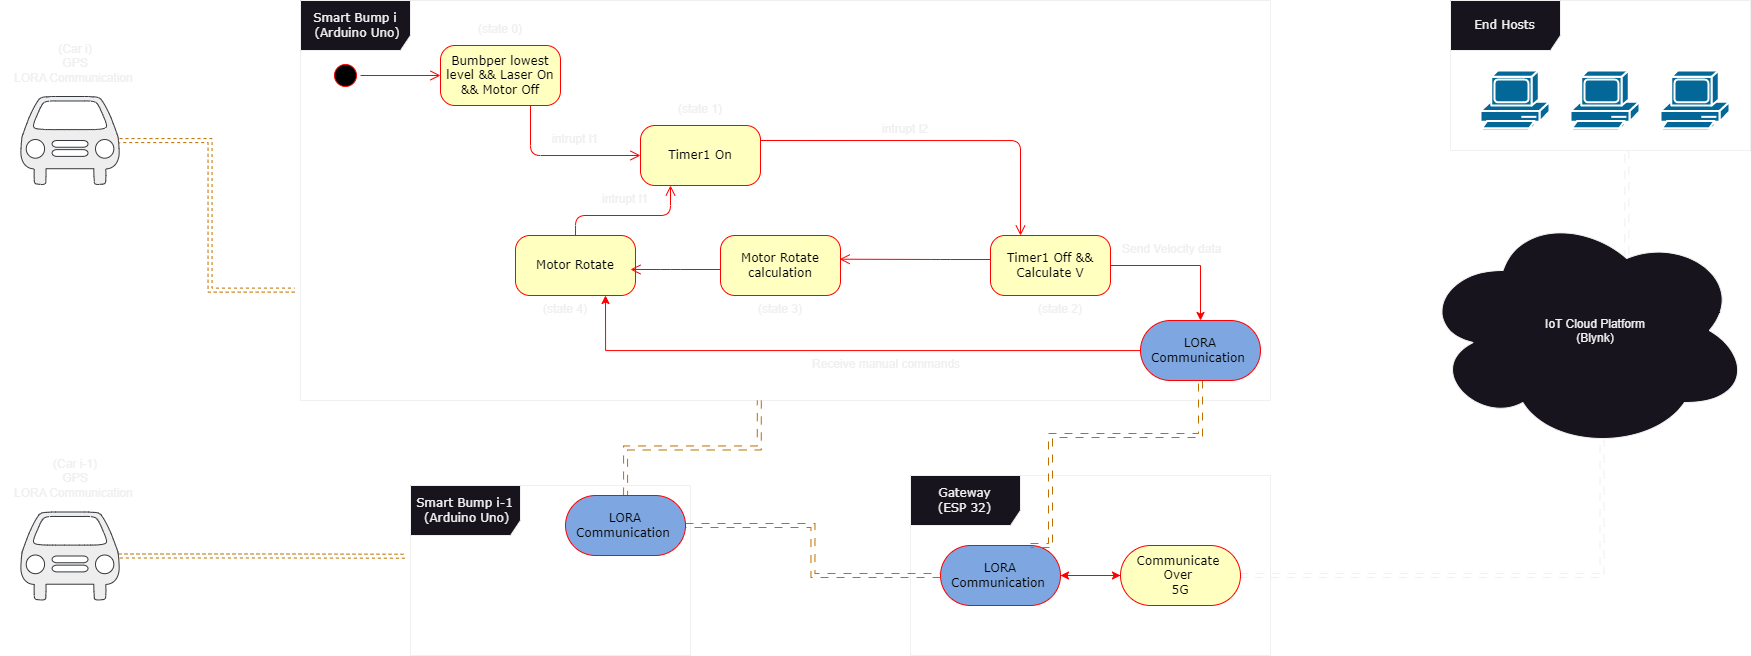 Smart Bump i
(Arduino Uno)
(state 0)
End Hosts
(Car i)
GPS
LORA Communication
Bumbper lowest
level && Laser On
&& Motor Off
(state 1)
intrupt I1
intrupt I2
Timer1 On
intrupt I1
Motor Rotate
Motor Rotate
calculation
Timer1 Off &&
Calculate V
Send Velocity data
(state 4)
(state 3)
(state 2)
LORA
Communication
Receive manual commands
IoT Cloud Platform
(Blynk)
(Car i-1)
GPS
LORA Communication
Smart Bump i-1
(Arduino Uno)
LORA
Communication
Gateway
(ESP 32)
LORA
Communication
Communicate
Over
5G